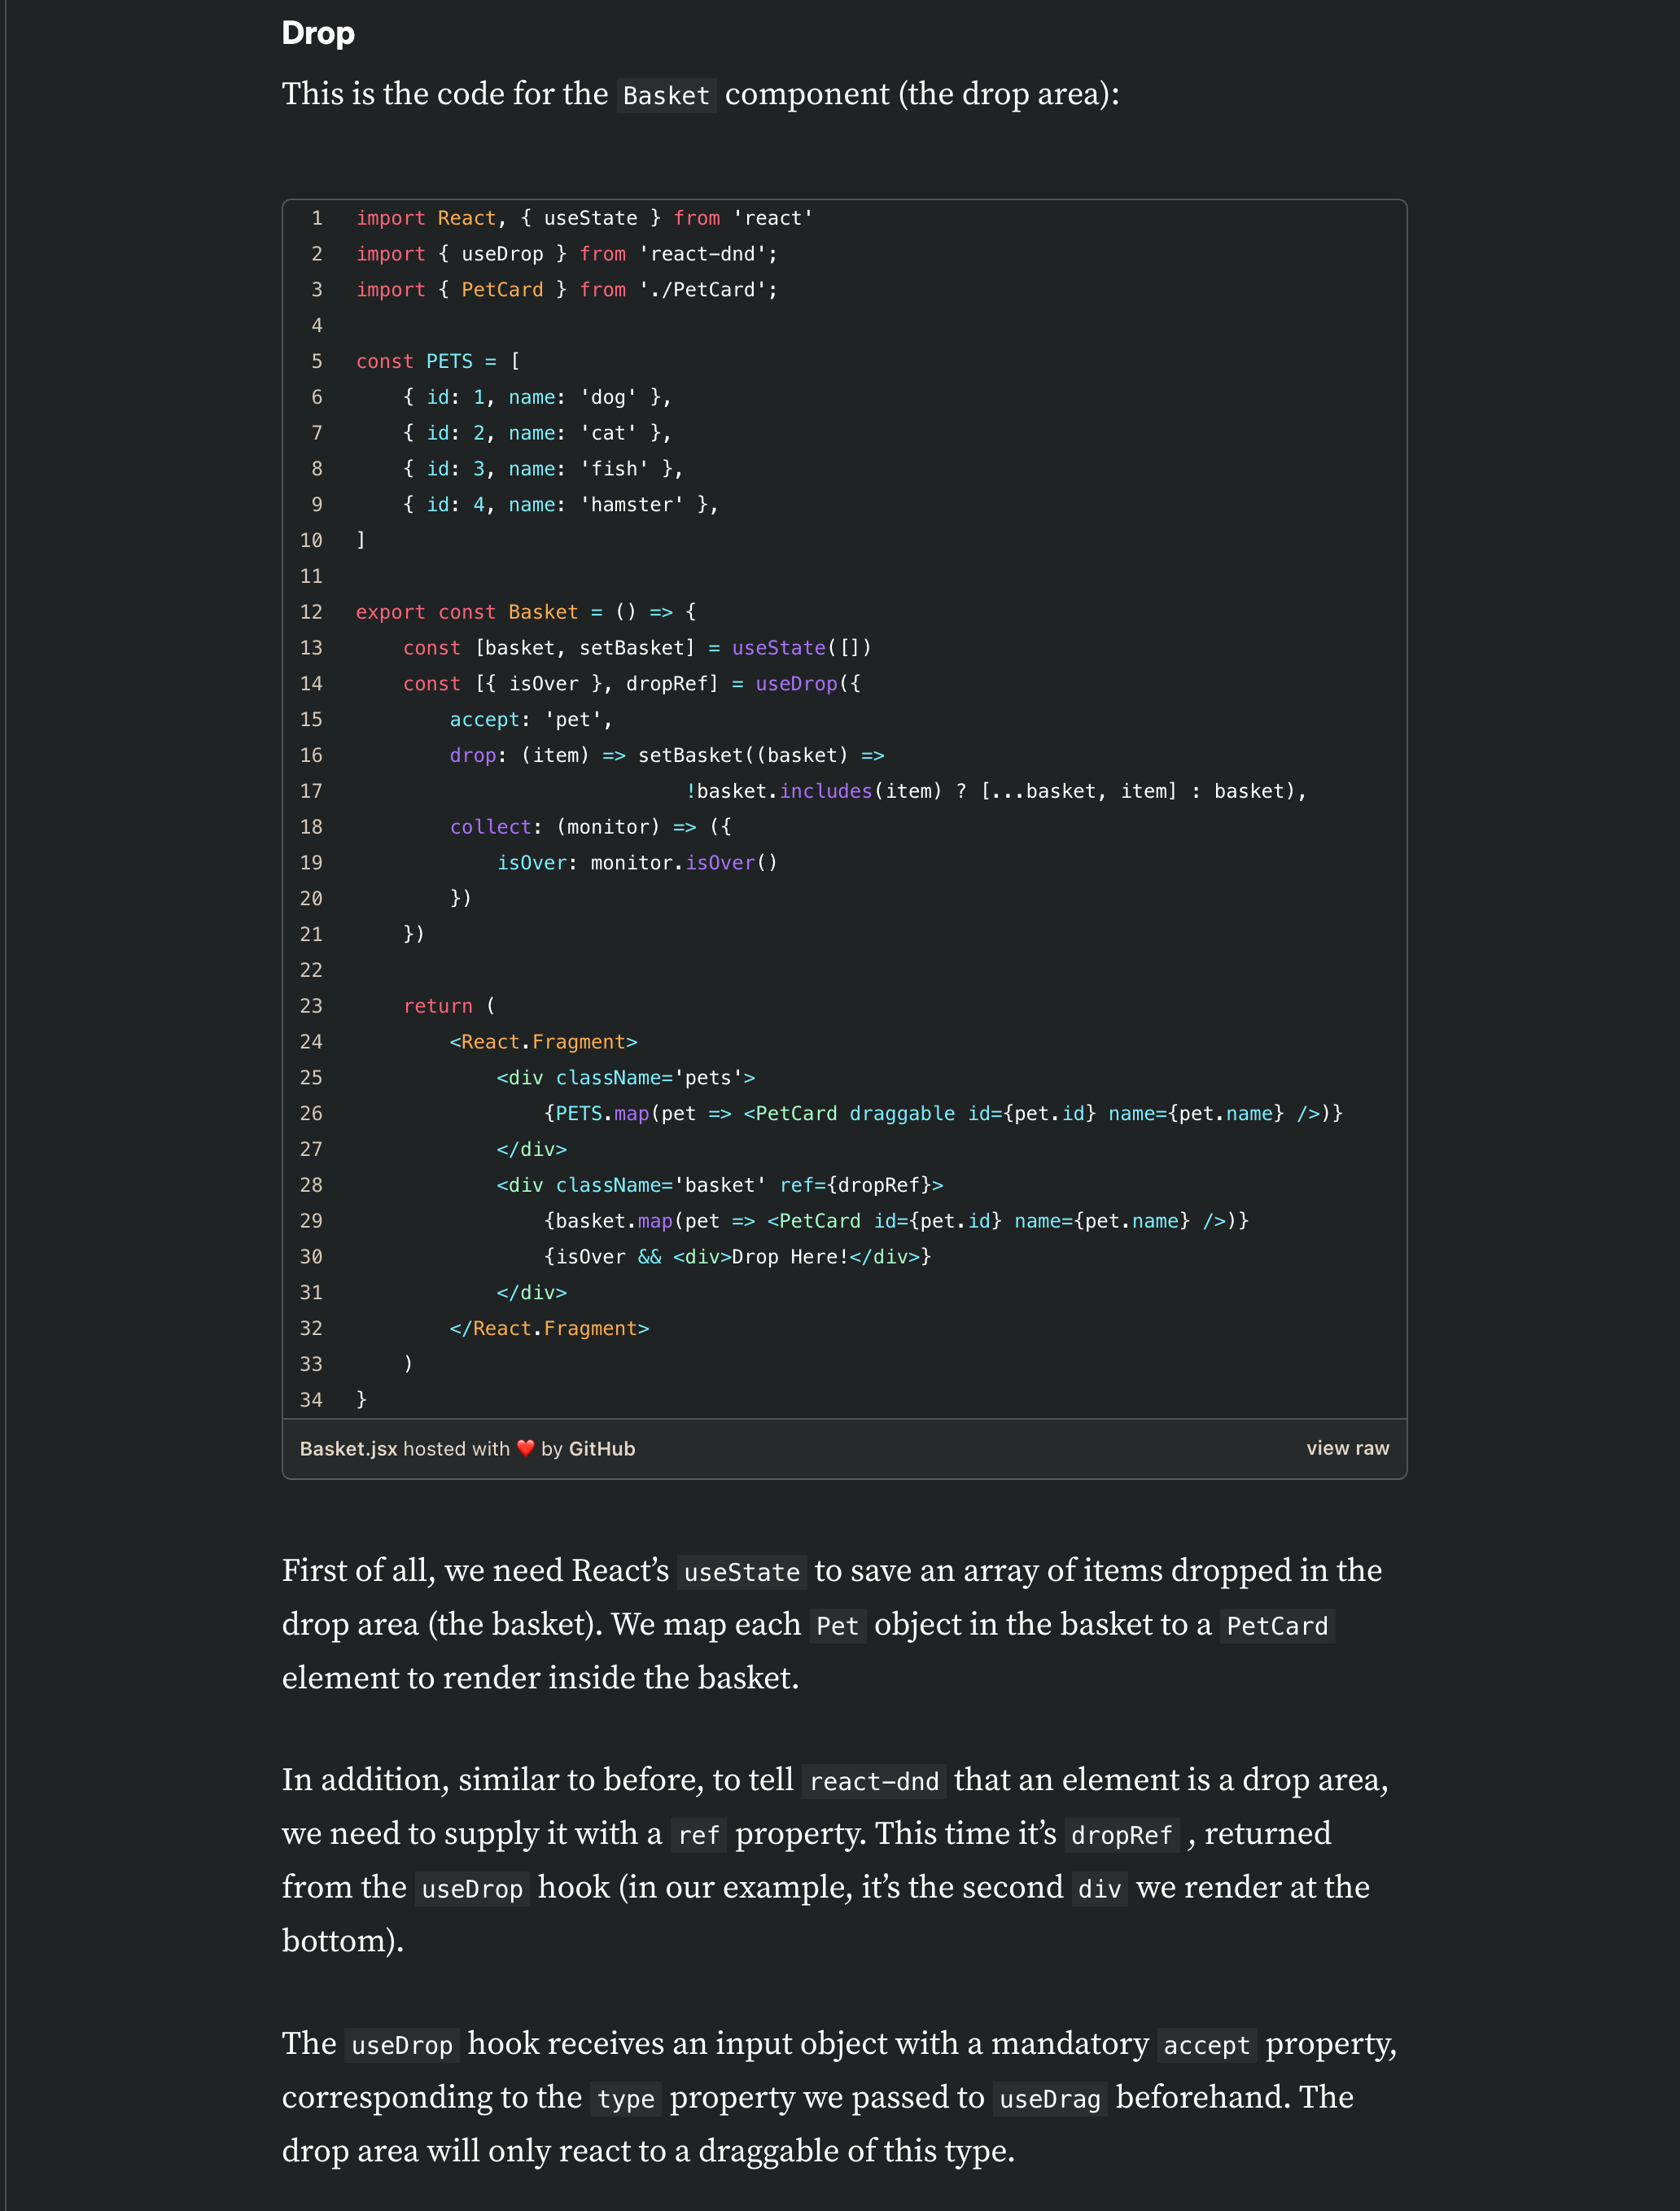 Drop
This is the code for the Basket component (the drop area):
1 import React, { useState } from 'react'
2 import { useDrop } from 'react-dnd';
3 import { PetCard } from './PetCard';
4
5 const PETS = [
6     { id: 1, name: 'dog' },
7     { id: 2, name: 'cat' },
8     { id: 3, name: 'fish' },
9     { id: 4, name: 'hamster' },
10 ]
11
12 export const Basket = () => {
13     const [basket, setBasket] = useState([])
14     const [{ isOver }, dropRef] = useDrop({
15         accept: 'pet',
16         drop: (item) => setBasket((basket) =>
17                             !basket.includes(item) ? [...basket, item] : basket),
18         collect: (monitor) => ({
19             isOver: monitor.isOver()
20         })
21     })
22
23     return (
24         <React.Fragment>
25             <div className='pets'>
26                 {PETS.map(pet => <PetCard draggable id={pet.id} name={pet.name} />)}
27             </div>
28             <div className='basket' ref={dropRef}>
29                 {basket.map(pet => <PetCard id={pet.id} name={pet.name} />)}
30                 {isOver && <div>Drop Here!</div>}
31             </div>
32         </React.Fragment>
33     )
34 }
Basket.jsx hosted with ❤ by GitHub view raw
First of all, we need React’s useState to save an array of items dropped in the
drop area (the basket). We map each Pet object in the basket to a PetCard
element to render inside the basket.
In addition, similar to before, to tell react-dnd that an element is a drop area,
we need to supply it with a ref property. This time it’s dropRef , returned
from the useDrop hook (in our example, it’s the second div we render at the
bottom).
The useDrop hook receives an input object with a mandatory accept property,
corresponding to the type property we passed to useDrag beforehand. The
drop area will only react to a draggable of this type.